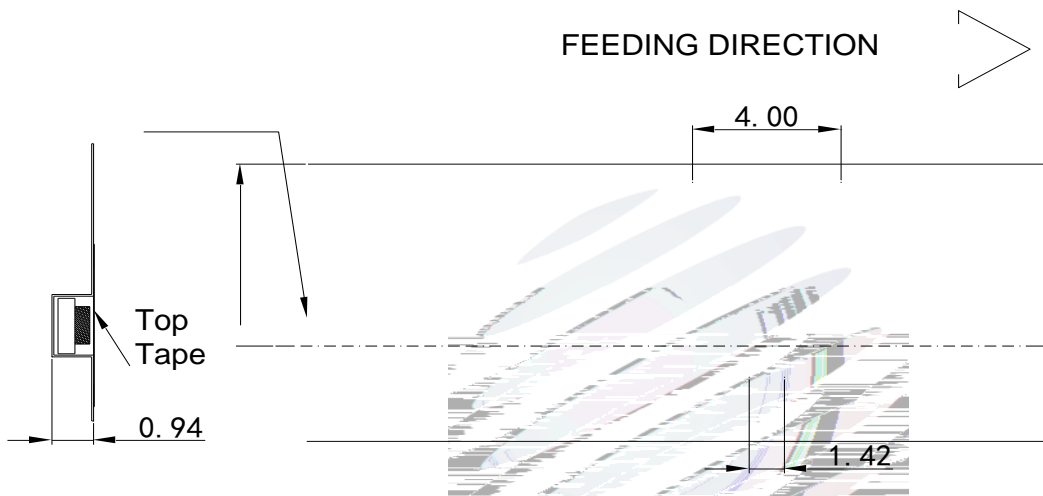 FEEDING DIRECTION
4.00
Top
Tape
0.94
1.42